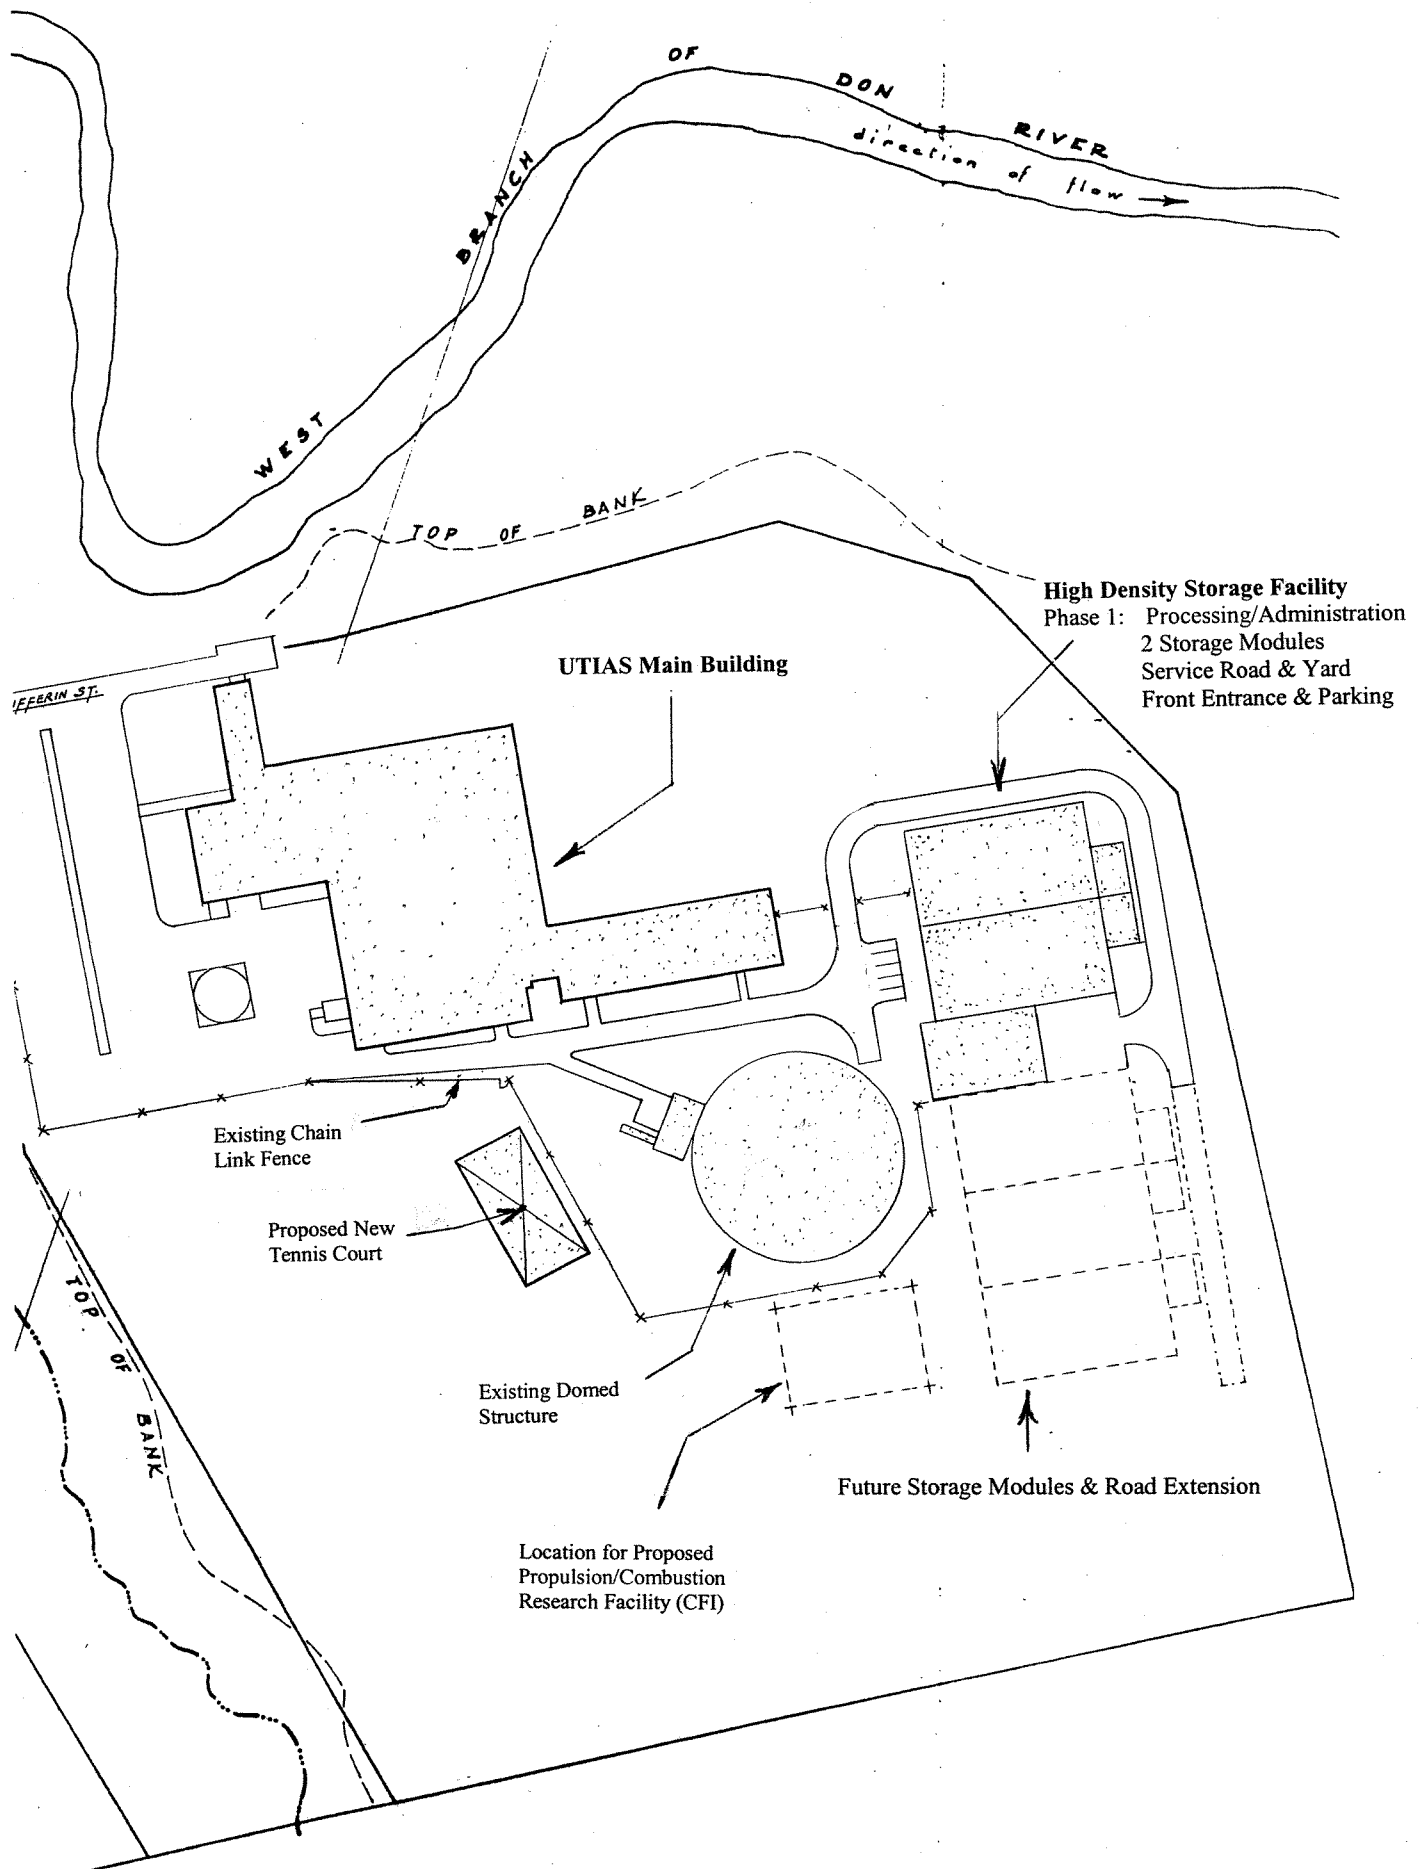 WEST BRANCH OF DON RIVER
direction of flow
TOP OF BANK
High Density Storage Facility
Phase 1: Processing/Administration
2 Storage Modules
Service Road & Yard
Front Entrance & Parking
UTIAS Main Building
IFFERIN ST.
Existing Chain
Link Fence
Proposed New
Tennis Court
TOP OF BANK
Existing Domed
Structure
Future Storage Modules & Road Extension
Location for Proposed
Propulsion/Combustion
Research Facility (CFI)